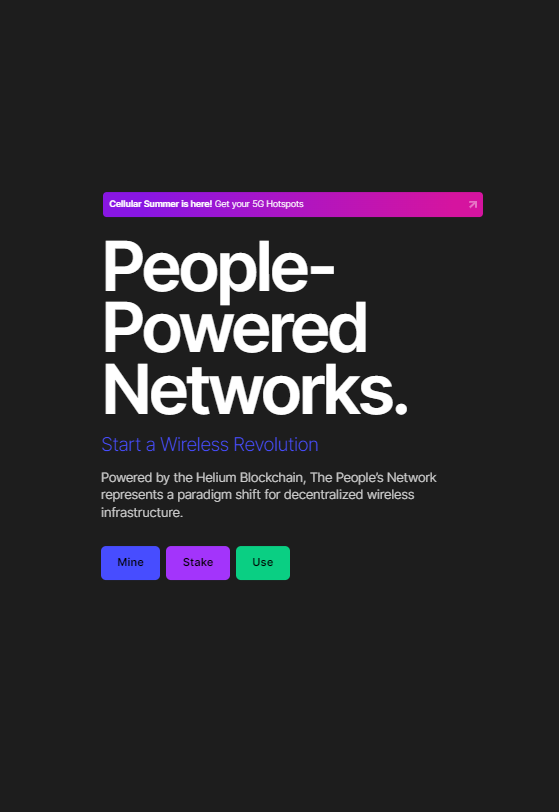 Cellular Summer is here! Get your 5G Hotspots
People-
Powered
Networks.
Start a Wireless Revolution
Powered by the Helium Blockchain, The People’s Network
represents a paradigm shift for decentralized wireless
infrastructure.
Mine Stake Use